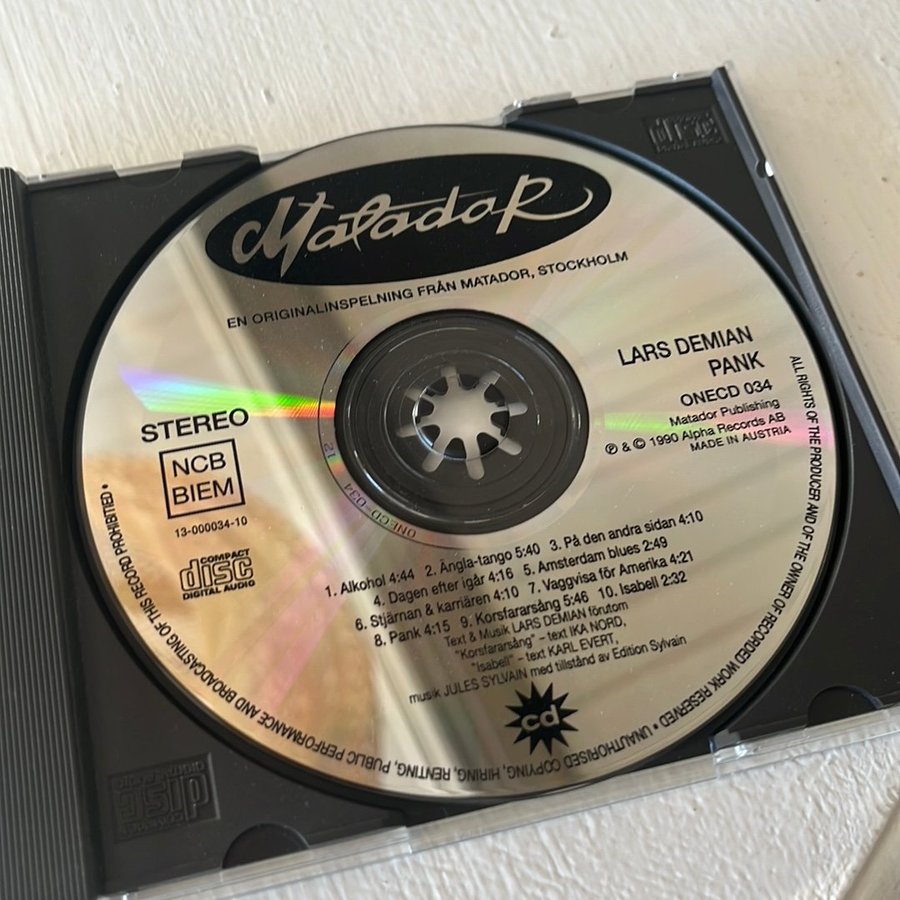 MatadoR
EN ORIGINALINSPELNING FRÅN MATADOR, STOCKHOLM
LARS DEMIAN
PANK
ONECD 034
Matador Publishing
℗ & © 1990 Alpha Records AB
MADE IN AUSTRIA
STEREO
NCB
BIEM
13-000034-10
COMPACT
disc
DIGITAL AUDIO
ONECD-034 12
1. Alkohol 4:44 2. Ängla-tango 5:40 3. På den andra sidan 4:10
4. Dagen efter igår 4:16 5. Amsterdam blues 2:49
6. Stjärnan & karriären 4:10 7. Vaggvisa för Amerika 4:21
8. Pank 4:15 9. Korsfararsång 5:46 10. Isabell 2:32
Text & Musik LARS DEMIAN förutom
"Korsfararsång" – text IKA NORD,
"Isabell" – text KARL EVERT,
musik JULES SYLVAIN med tillstånd av Edition Sylvain
cd
ALL RIGHTS OF THE PRODUCER AND OF THE OWNER OF RECORDED WORK RESERVED • UNAUTHORISED COPYING, HIRING, RENTING, PUBLIC PERFORMANCE AND BROADCASTING OF THIS RECORD PROHIBITED •
disc
disc